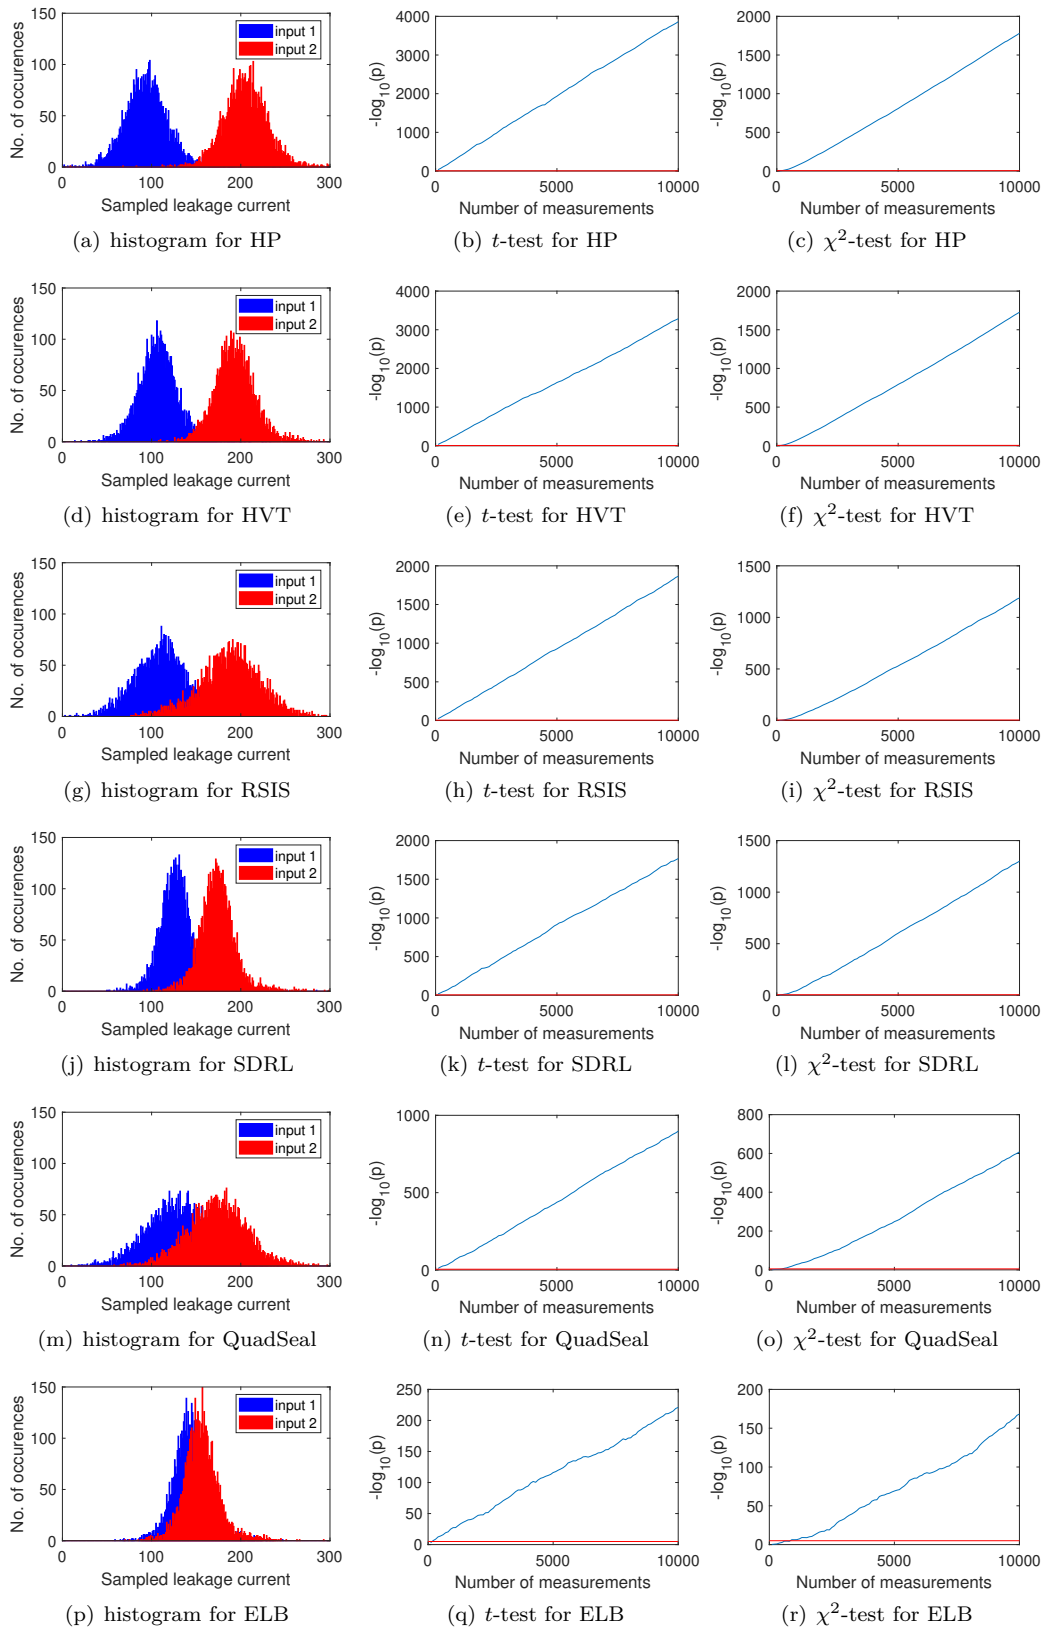 150
100
50
0
No. of occurences
input 1
input 2
0 100 200 300
Sampled leakage current
(a) histogram for HP
4000
3000
2000
1000
0
-log10(p)
0 5000 10000
Number of measurements
(b) t-test for HP
2000
1500
1000
500
0
-log10(p)
0 5000 10000
Number of measurements
(c) χ²-test for HP
150
100
50
0
No. of occurences
input 1
input 2
0 100 200 300
Sampled leakage current
(d) histogram for HVT
4000
3000
2000
1000
0
-log10(p)
0 5000 10000
Number of measurements
(e) t-test for HVT
2000
1500
1000
500
0
-log10(p)
0 5000 10000
Number of measurements
(f) χ²-test for HVT
150
100
50
0
No. of occurences
input 1
input 2
0 100 200 300
Sampled leakage current
(g) histogram for RSIS
2000
1500
1000
500
0
-log10(p)
0 5000 10000
Number of measurements
(h) t-test for RSIS
1500
1000
500
0
-log10(p)
0 5000 10000
Number of measurements
(i) χ²-test for RSIS
150
100
50
0
No. of occurences
input 1
input 2
0 100 200 300
Sampled leakage current
(j) histogram for SDRL
2000
1500
1000
500
0
-log10(p)
0 5000 10000
Number of measurements
(k) t-test for SDRL
1500
1000
500
0
-log10(p)
0 5000 10000
Number of measurements
(l) χ²-test for SDRL
150
100
50
0
No. of occurences
input 1
input 2
0 100 200 300
Sampled leakage current
(m) histogram for QuadSeal
1000
500
0
-log10(p)
0 5000 10000
Number of measurements
(n) t-test for QuadSeal
800
600
400
200
0
-log10(p)
0 5000 10000
Number of measurements
(o) χ²-test for QuadSeal
150
100
50
0
No. of occurences
input 1
input 2
0 100 200 300
Sampled leakage current
(p) histogram for ELB
250
200
150
100
50
0
-log10(p)
0 5000 10000
Number of measurements
(q) t-test for ELB
200
150
100
50
0
-log10(p)
0 5000 10000
Number of measurements
(r) χ²-test for ELB